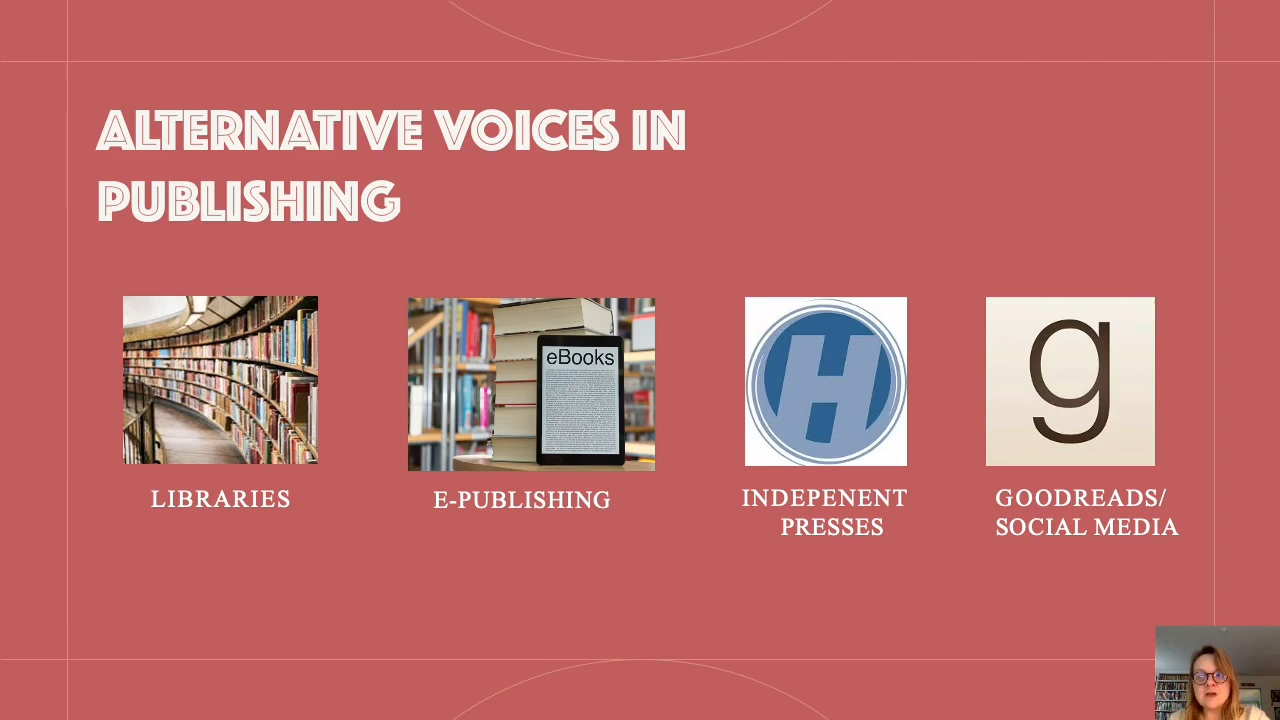 ALTERNATIVE VOICES IN
PUBLISHING
eBooks
H
g
LIBRARIES
E-PUBLISHING
INDEPENENT
PRESSES
GOODREADS/
SOCIAL MEDIA